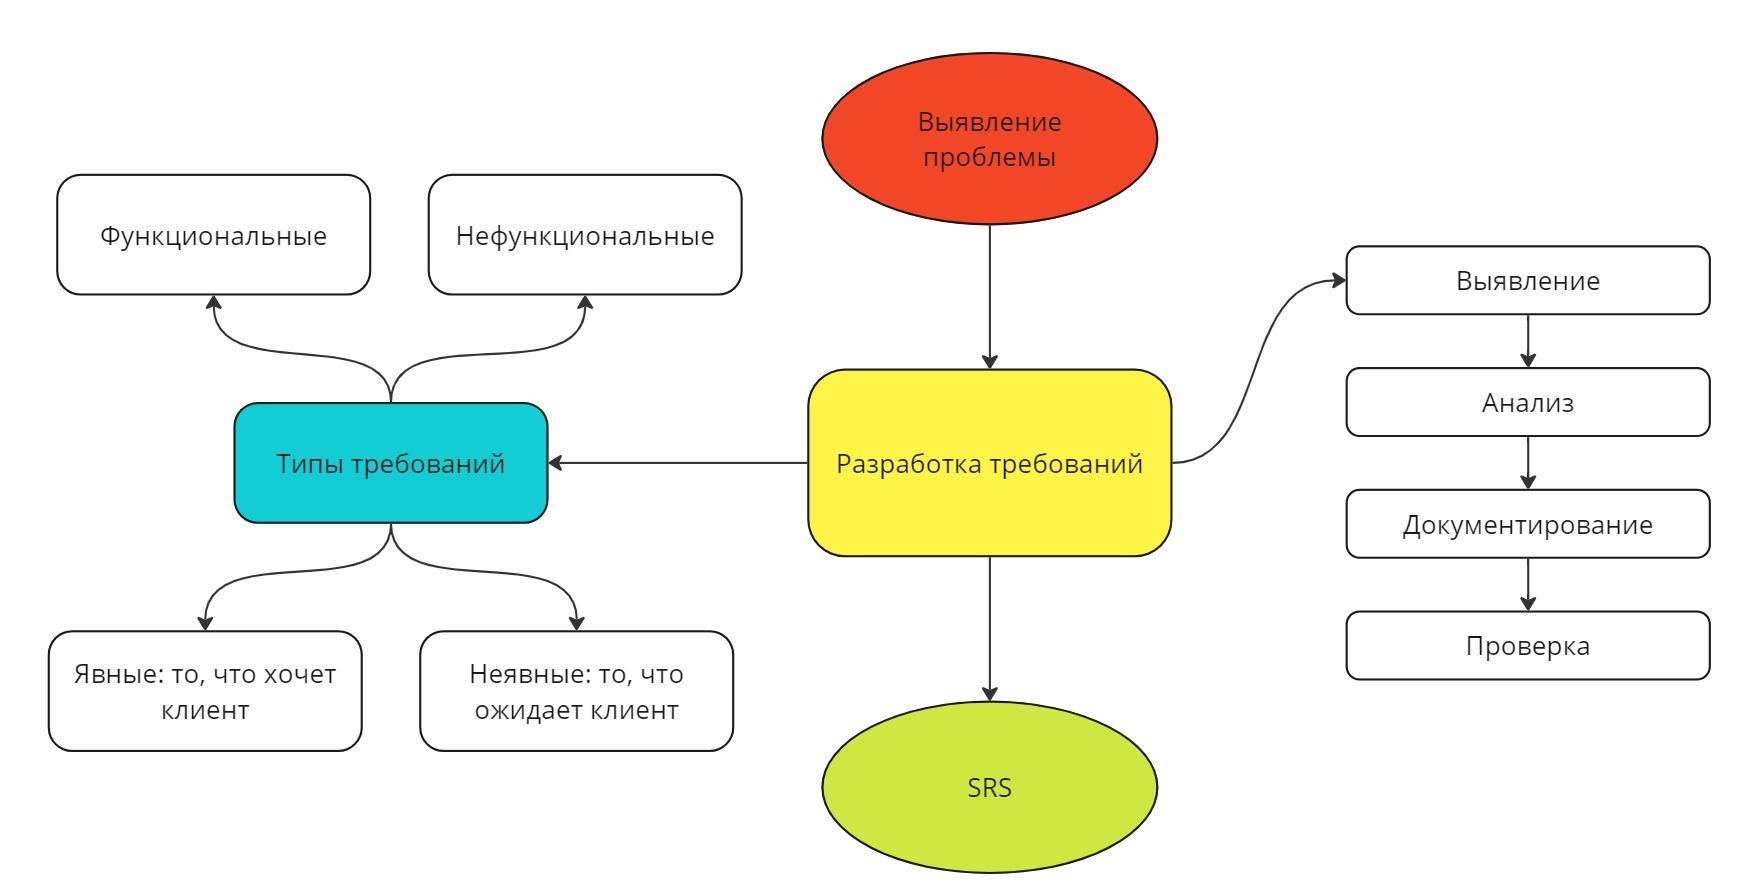 Выявление
проблемы
Функциональные
Нефункциональные
Выявление
Анализ
Типы требований
Разработка требований
Документирование
Проверка
Явные: то, что хочет
клиент
Неявные: то, что
ожидает клиент
SRS